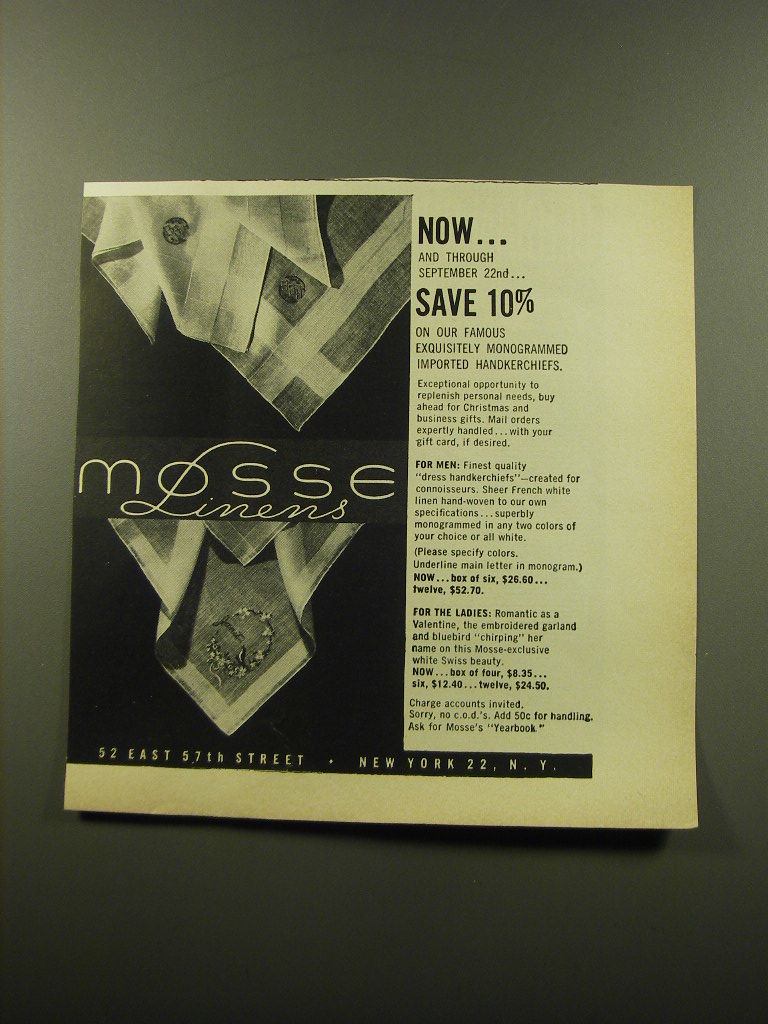 NOW...
AND THROUGH
SEPTEMBER 22nd...
SAVE 10%
ON OUR FAMOUS
EXQUISITELY MONOGRAMMED
IMPORTED HANDKERCHIEFS.
Exceptional opportunity to
replenish personal needs, buy
ahead for Christmas and
business gifts. Mail orders
expertly handled...with your
gift card, if desired.
FOR MEN: Finest quality
"dress handkerchiefs"—created for
connoisseurs. Sheer French white
linen hand-woven to our own
specifications...superbly
monogrammed in any two colors of
your choice or all white.
(Please specify colors.
Underline main letter in monogram.)
NOW...box of six, $26.60...
twelve, $52.70.
FOR THE LADIES: Romantic as a
Valentine, the embroidered garland
and bluebird "chirping" her
name on this Mosse-exclusive
white Swiss beauty.
NOW...box of four, $8.35...
six, $12.40...twelve, $24.50.
Charge accounts invited.
Sorry, no c.o.d.'s. Add 50c for handling.
Ask for Mosse's "Yearbook."
mosse
Linens
52 EAST 57th STREET • NEW YORK 22, N. Y.